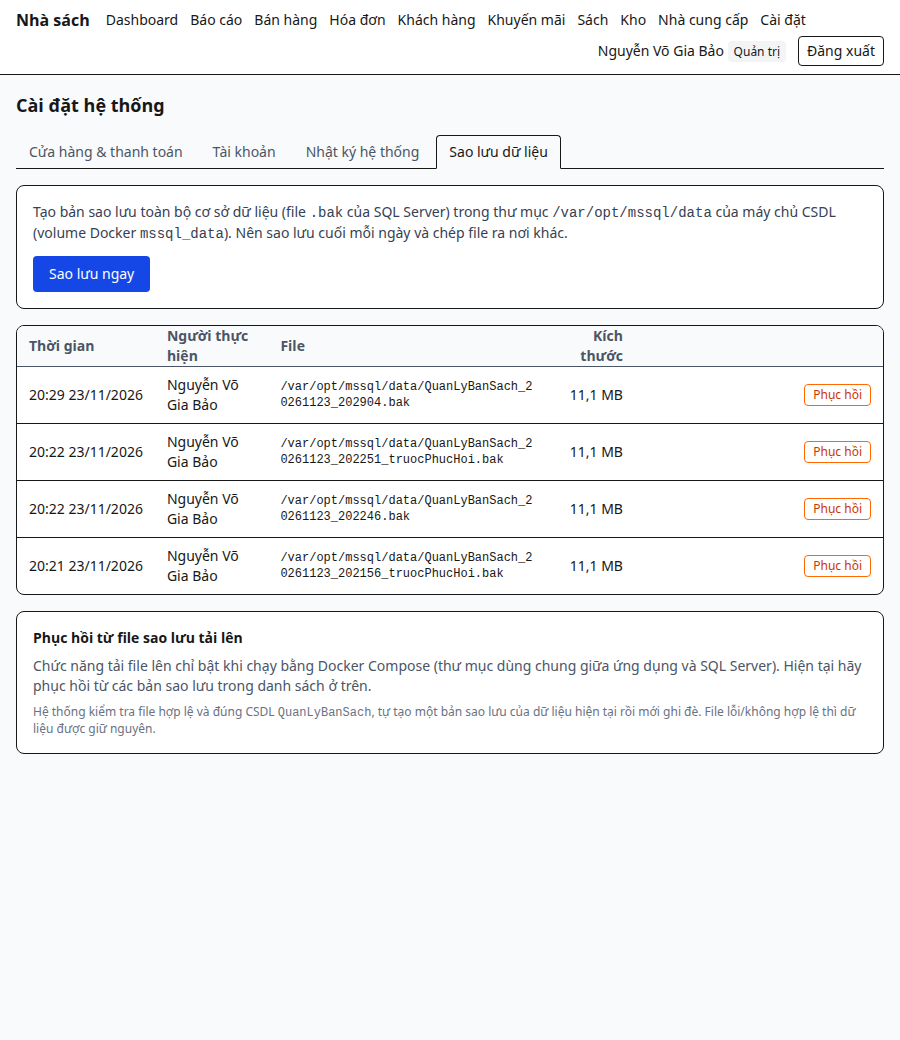 Nhà sách Dashboard Báo cáo Bán hàng Hóa đơn Khách hàng Khuyến mãi Sách Kho Nhà cung cấp Cài đặt
Nguyễn Võ Gia Bảo Quản trị Đăng xuất
Cài đặt hệ thống
Cửa hàng & thanh toán Tài khoản Nhật ký hệ thống Sao lưu dữ liệu
Tạo bản sao lưu toàn bộ cơ sở dữ liệu (file .bak của SQL Server) trong thư mục /var/opt/mssql/data của máy chủ CSDL
(volume Docker mssql_data). Nên sao lưu cuối mỗi ngày và chép file ra nơi khác.
Sao lưu ngay
Thời gian Người thực hiện File Kích thước
20:29 23/11/2026 Nguyễn Võ Gia Bảo /var/opt/mssql/data/QuanLyBanSach_20261123_202904.bak 11,1 MB Phục hồi
20:22 23/11/2026 Nguyễn Võ Gia Bảo /var/opt/mssql/data/QuanLyBanSach_20261123_202251_truocPhucHoi.bak 11,1 MB Phục hồi
20:22 23/11/2026 Nguyễn Võ Gia Bảo /var/opt/mssql/data/QuanLyBanSach_20261123_202246.bak 11,1 MB Phục hồi
20:21 23/11/2026 Nguyễn Võ Gia Bảo /var/opt/mssql/data/QuanLyBanSach_20261123_202156_truocPhucHoi.bak 11,1 MB Phục hồi
Phục hồi từ file sao lưu tải lên
Chức năng tải file lên chỉ bật khi chạy bằng Docker Compose (thư mục dùng chung giữa ứng dụng và SQL Server). Hiện tại hãy
phục hồi từ các bản sao lưu trong danh sách ở trên.
Hệ thống kiểm tra file hợp lệ và đúng CSDL QuanLyBanSach, tự tạo một bản sao lưu của dữ liệu hiện tại rồi mới ghi đè. File lỗi/không hợp lệ thì dữ
liệu được giữ nguyên.